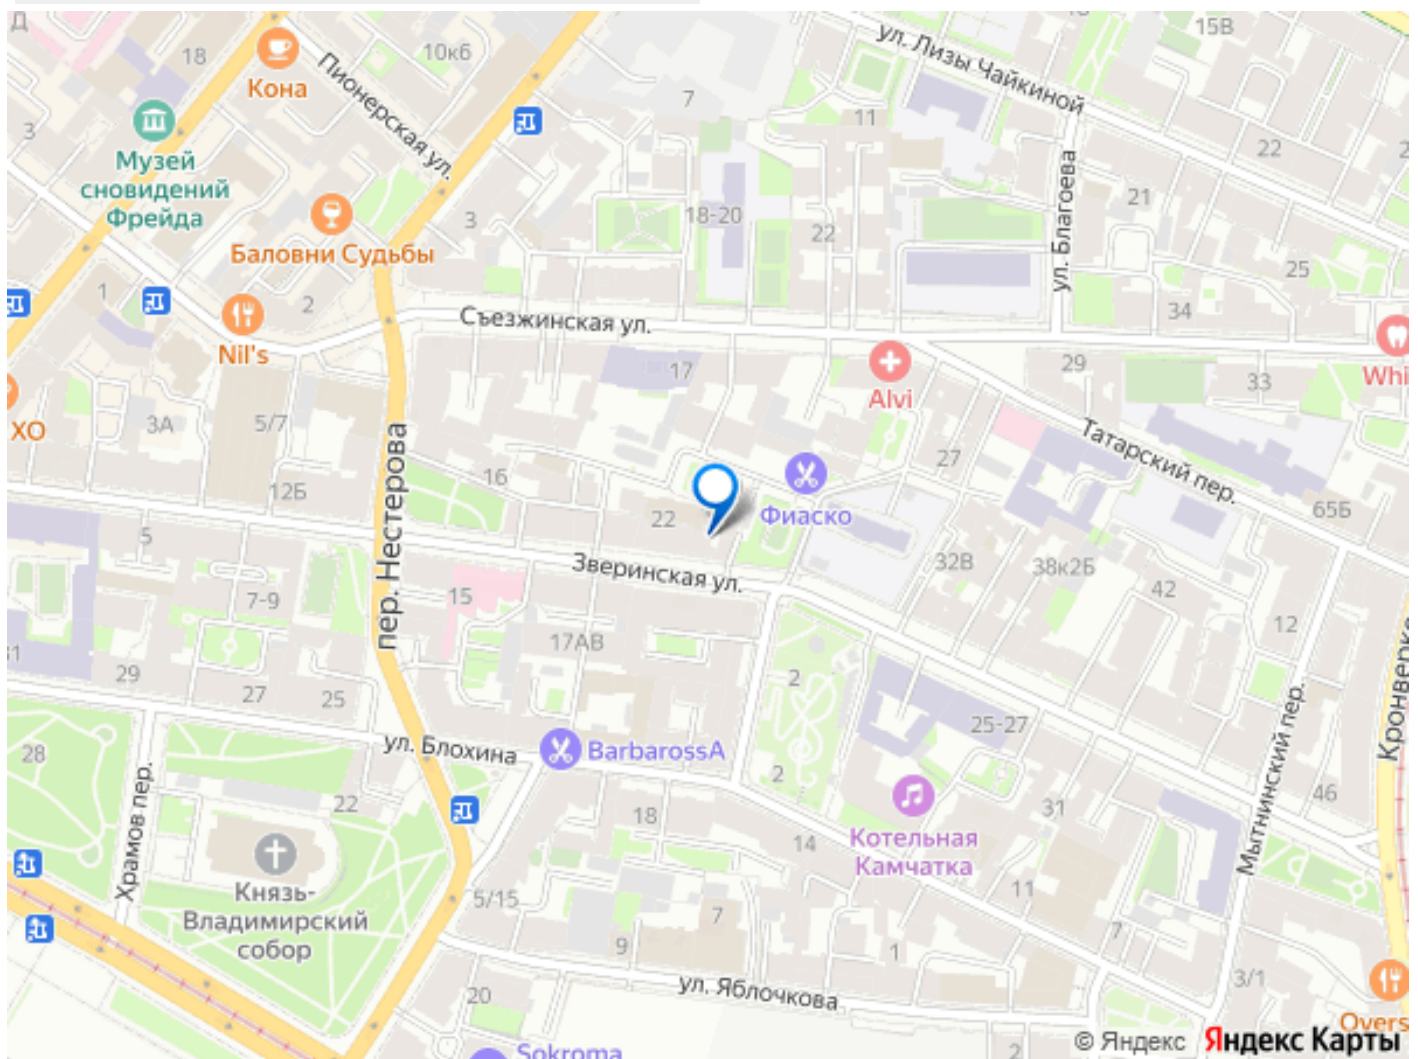 Д
18
Кона
10к6
Пионерская ул.
3
Музей
сновидений
Фрейда
Баловни Судьбы
3
7
11
ул. Лизы Чайкиной
15В
22
2
18-20
22
21
ул. Благоева
25
34
1
2
Nil's
Съезжинская ул.
17
Alvi
29
33
Whi
ХО
3А
5/7
пер. Нестерова
16
12Б
22
Фиаско
27
Татарский пер.
65Б
5
Зверинская ул.
7-9
15
17АВ
32В
38к2Б
42
12
31
29
27
25
2
25-27
Мытнинский пер.
Кронверкс
28
Храмов пер.
22
ул. Блохина
BarbarossA
2
18
14
Котельная
Камчатка
31
46
Князь-
Владимирский
собор
5/15
9
7
1
11
7
3/1
20
ул. Яблочкова
Sokroma
2
Overs
© Яндекс Яндекс Карты